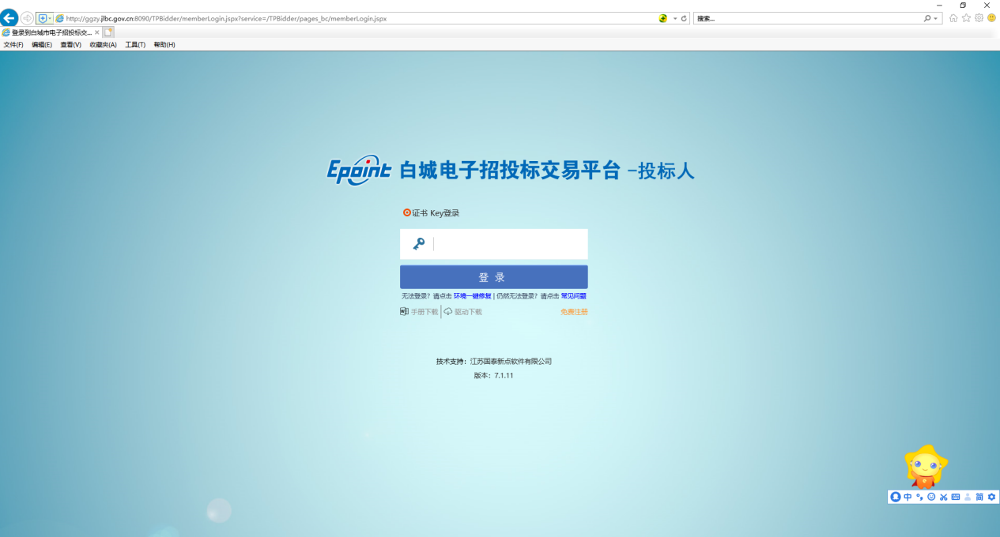 http://ggzy.jlbc.gov.cn:8090/TPBidder/memberLogin.jspx?service=/TPBidder/pages_bc/memberLogin.jspx
搜索...
登录到白城市电子招投标交...
文件(F) 编辑(E) 查看(V) 收藏夹(A) 工具(T) 帮助(H)
Epoint 白城电子招投标交易平台 -投标人
证书 Key登录
登 录
无法登录? 请点击 环境一键修复 | 仍然无法登录? 请点击 常见问题
手册下载 驱动下载 免费注册
技术支持：江苏国泰新点软件有限公司
版本：7.1.11
中 简